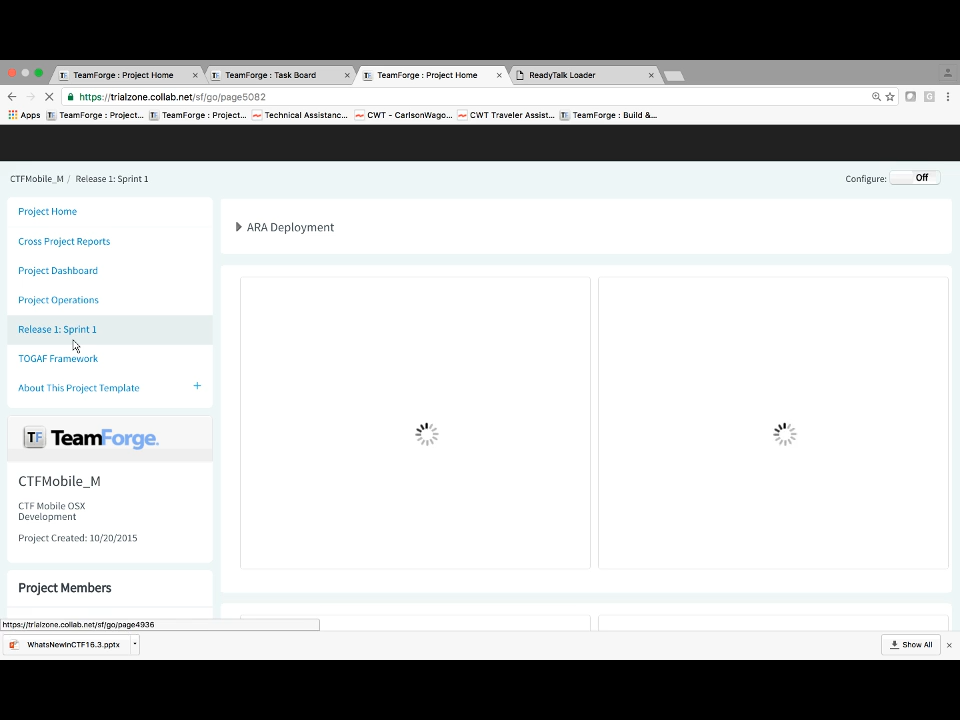 TeamForge : Project Home
TeamForge : Task Board
TeamForge : Project Home
ReadyTalk Loader
https://trialzone.collab.net/sf/go/page5082
Apps
TeamForge : Project...
TeamForge : Project...
Technical Assistanc...
CWT - CarlsonWago...
CWT Traveler Assist...
TeamForge : Build &...
CTFMobile_M / Release 1: Sprint 1
Configure: Off
Project Home
Cross Project Reports
Project Dashboard
Project Operations
Release 1: Sprint 1
TOGAF Framework
About This Project Template +
ARA Deployment
TF TeamForge.
CTFMobile_M
CTF Mobile OSX
Development
Project Created: 10/20/2015
Project Members
https://trialzone.collab.net/sf/go/page4936
WhatsNewInCTF16.3.pptx
Show All